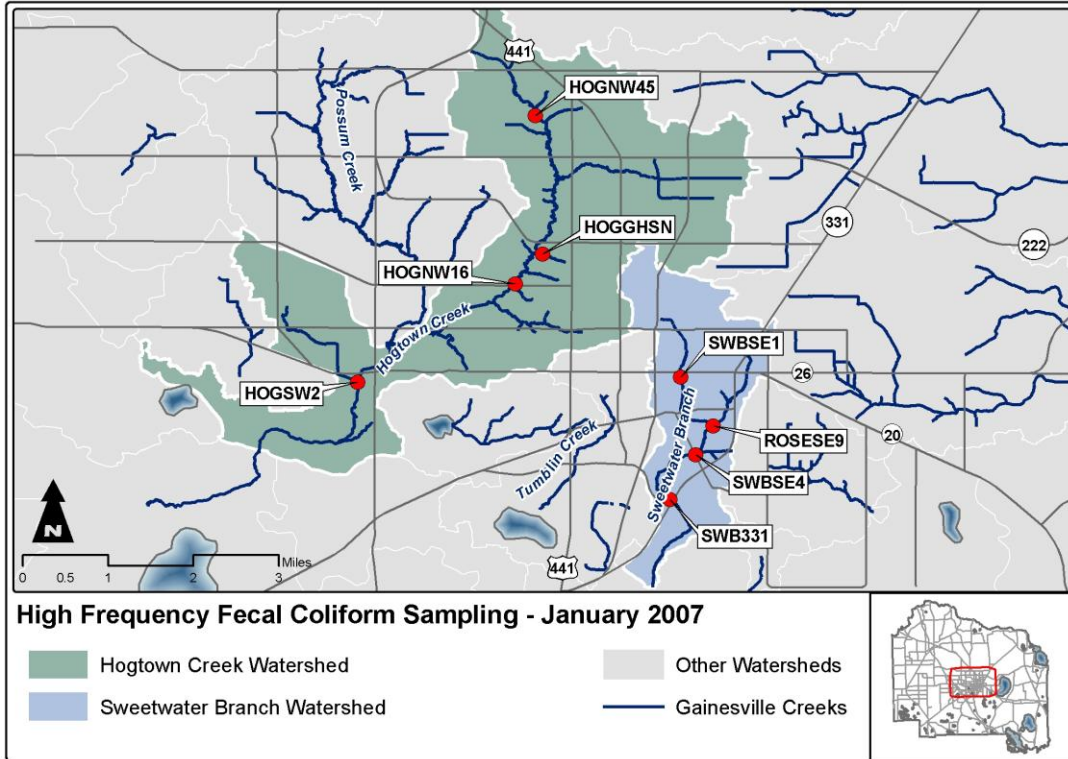 441
HOGNW45
Possum Creek
HOGGHSN
331
222
HOGNW16
Hogtown Creek
SWBSE1
26
HOGSW2
ROSESE9
20
Tumblin Creek
Sweetwater Branch
SWBSE4
SWB331
N
441
Miles
0 0.5 1 2 3
High Frequency Fecal Coliform Sampling - January 2007
Hogtown Creek Watershed
Other Watersheds
Sweetwater Branch Watershed
Gainesville Creeks